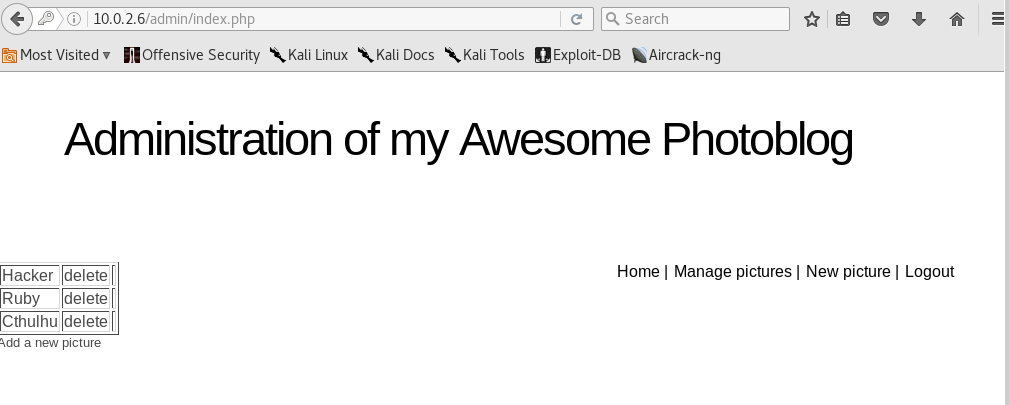 10.0.2.6/admin/index.php Search
Most Visited Offensive Security Kali Linux Kali Docs Kali Tools Exploit-DB Aircrack-ng
Administration of my Awesome Photoblog
Home | Manage pictures | New picture | Logout
Hacker delete
Ruby delete
Cthulhu delete
Add a new picture